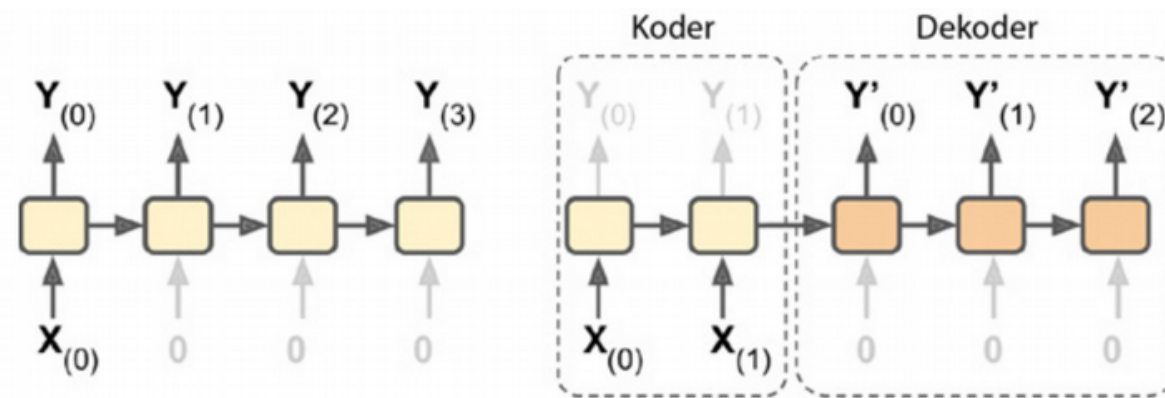 Koder Dekoder
Y(0) Y(1) Y(2) Y(3) Y(0) Y(1) Y'(0) Y'(1) Y'(2)
X(0) 0 0 0 X(0) X(1) 0 0 0